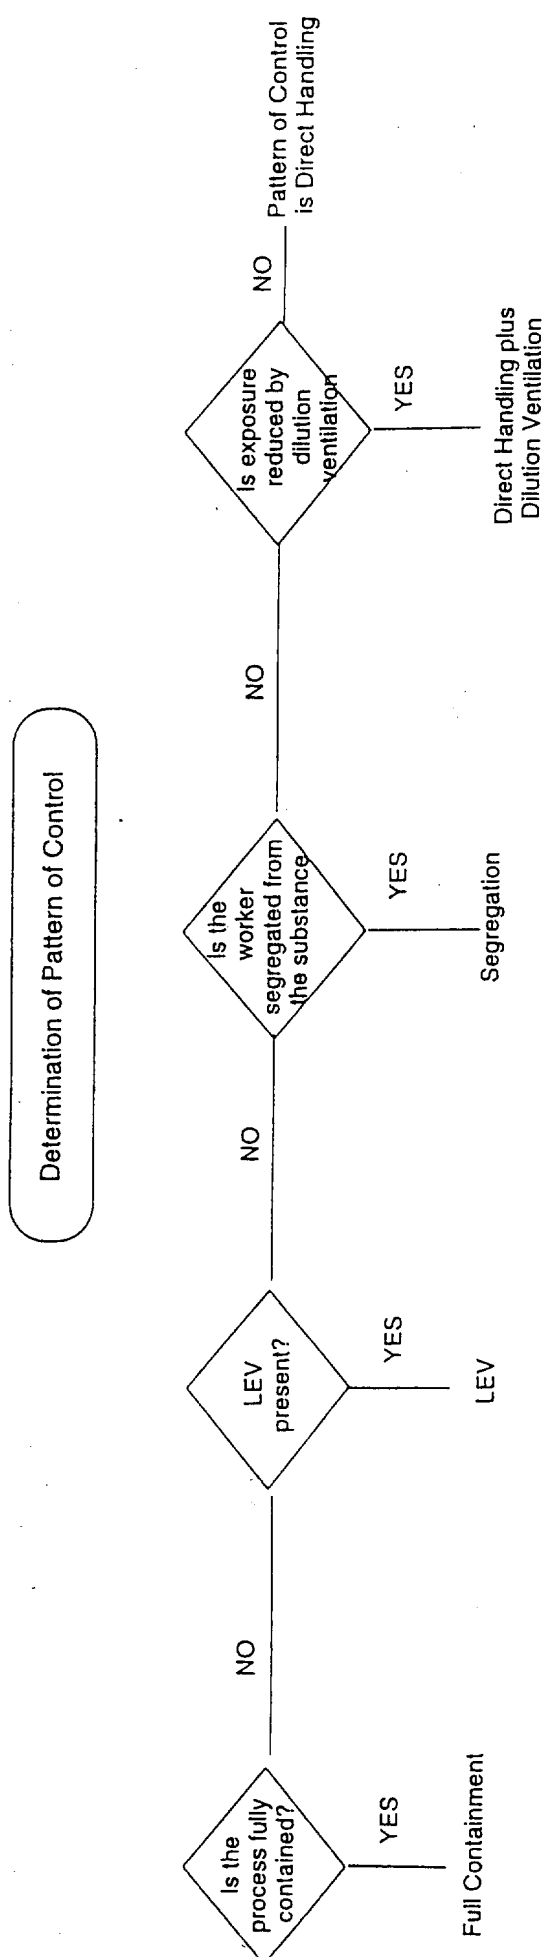 Determination of Pattern of Control
Is the
process fully
contained?
NO
YES
Full Containment
LEV
present?
NO
YES
LEV
Is the
worker
segregated from
the substance
NO
YES
Segregation
Is exposure
reduced by
dilution
ventilation
NO
YES
Direct Handling plus
Dilution Ventilation
Pattern of Control
is Direct Handling